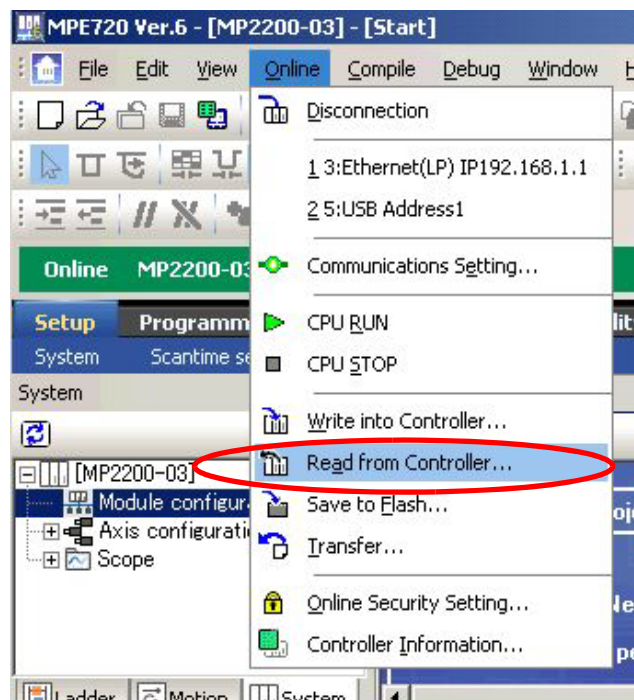 MPE720 Ver.6 - [MP2200-03] - [Start]
File Edit View Online Compile Debug Window
Disconnection
1 3:Ethernet(LP) IP192.168.1.1
2 5:USB Address1
Online MP2200-03
Communications Setting...
Setup Programm
CPU RUN
System Scantime se
CPU STOP
System
Write into Controller...
Read from Controller...
[MP2200-03]
Module configur
Save to Flash...
Axis configurati
Transfer...
Scope
Online Security Setting...
Controller Information...
Ladder Motion System